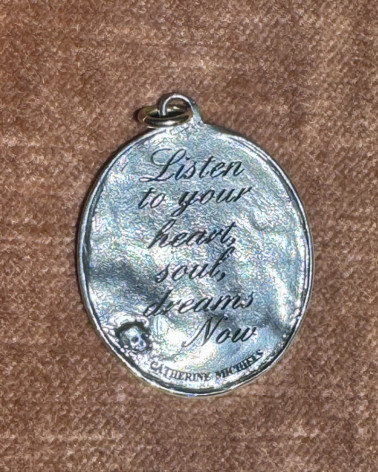 Listen
to your
heart,
soul,
dreams
Now
CATHERINE MICHIELS